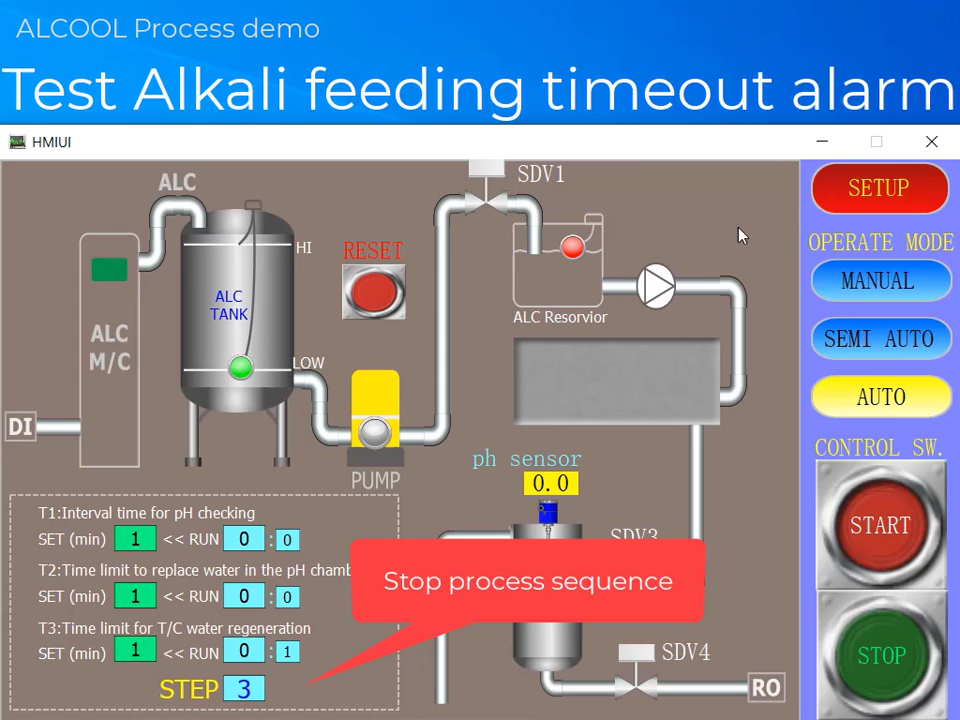 ALCOOL Process demo
Test Alkali feeding timeout alarm
HMIUI
ALC
SDV1
SETUP
HI
RESET
OPERATE MODE
MANUAL
ALC
TANK
ALC Resorvior
ALC
M/C
SEMI AUTO
LOW
AUTO
DI
CONTROL SW.
ph sensor
PUMP
0.0
T1:Interval time for pH checking
SET (min) 1 << RUN 0 : 0
START
SDV3
T2:Time limit to replace water in the pH chamb
SET (min) 1 << RUN 0 : 0
Stop process sequence
T3:Time limit for T/C water regeneration
SET (min) 1 << RUN 0 : 1
SDV4
STOP
STEP 3
RO